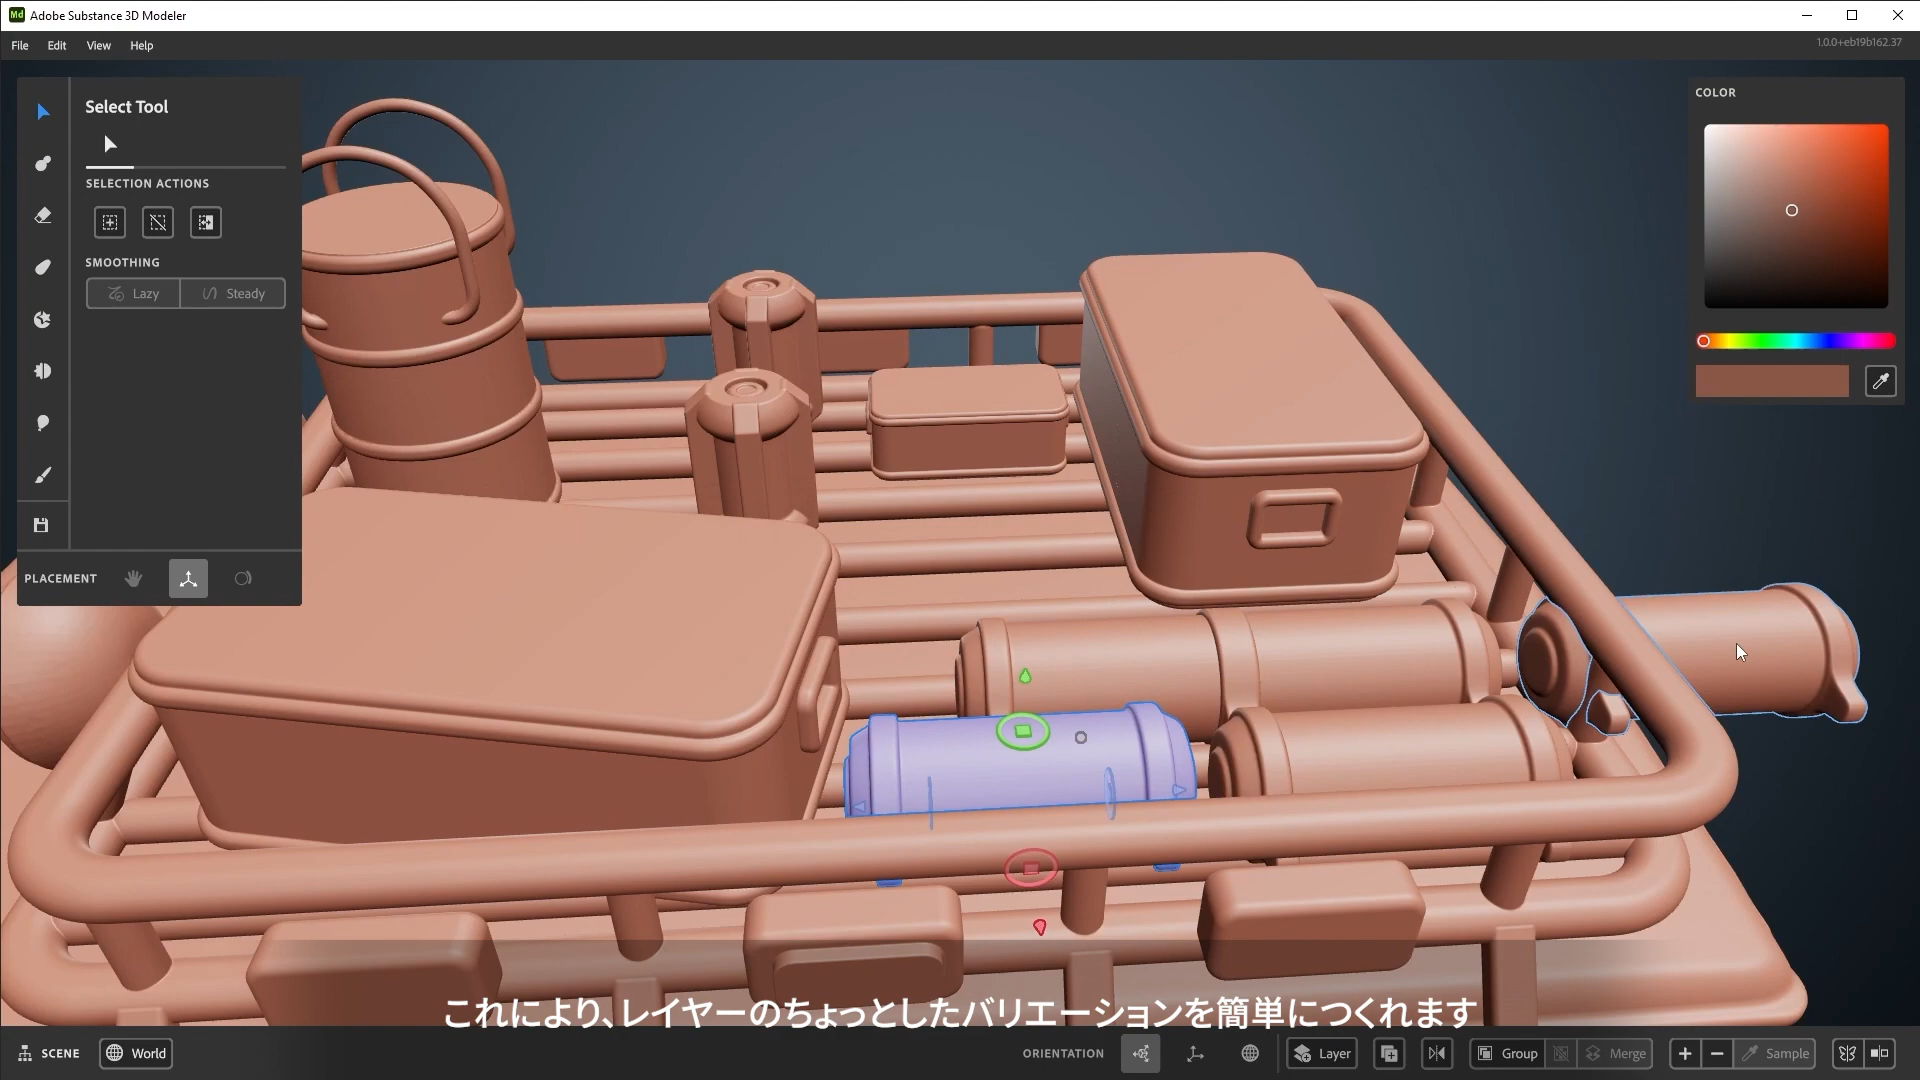 Md Adobe Substance 3D Modeler
File Edit View Help
1.0.0+eb19b162.37
Select Tool
SELECTION ACTIONS
SMOOTHING
Lazy Steady
PLACEMENT
COLOR
これにより、レイヤーのちょっとしたバリエーションを簡単につくれます
SCENE World ORIENTATION Layer Group Merge Sample